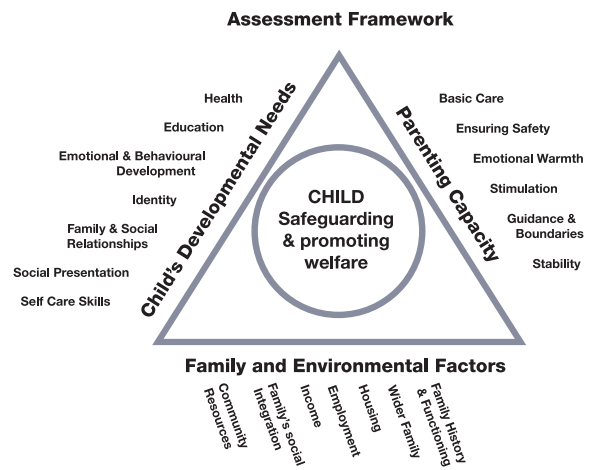 Assessment Framework
Health
Education
Emotional & Behavioural
Development
Identity
Family & Social
Relationships
Social Presentation
Self Care Skills
Child's Developmental Needs
CHILD
Safeguarding
& promoting
welfare
Parenting Capacity
Basic Care
Ensuring Safety
Emotional Warmth
Stimulation
Guidance &
Boundaries
Stability
Family and Environmental Factors
Community
Resources
Family's social
Integration
Income
Employment
Housing
Wider Family
Family History
& Functioning